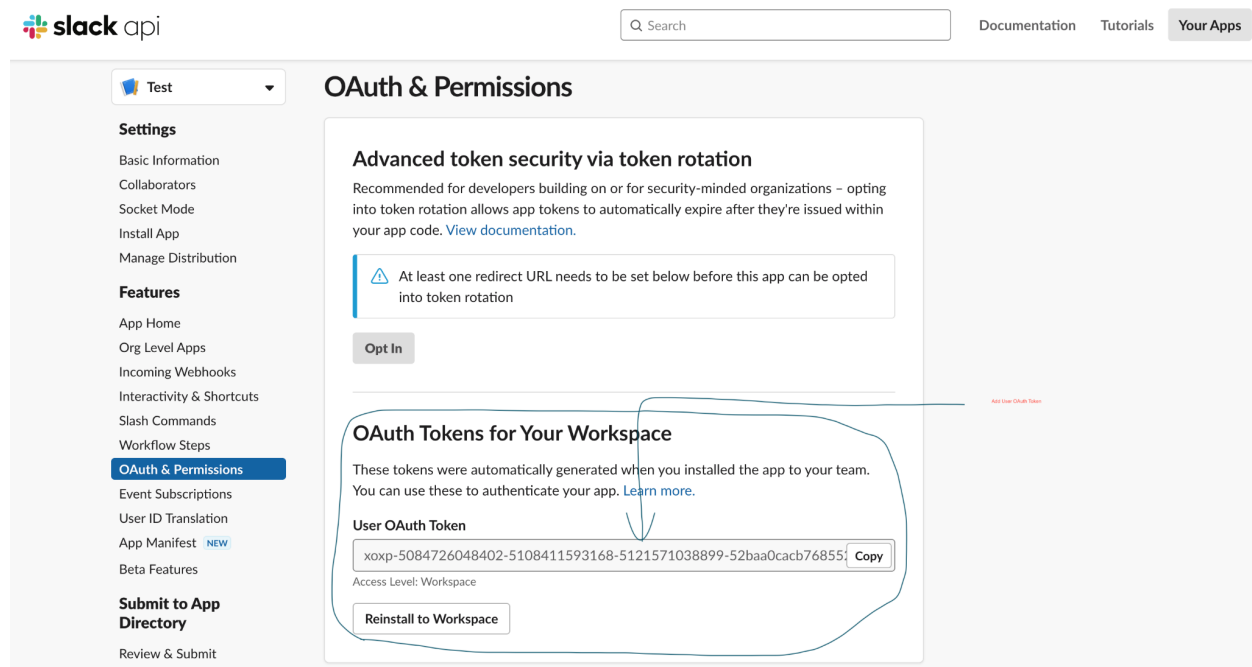 slack api
Search
Documentation
Tutorials
Your Apps
Test
OAuth & Permissions
Settings
Basic Information
Collaborators
Socket Mode
Install App
Manage Distribution
Features
App Home
Org Level Apps
Incoming Webhooks
Interactivity & Shortcuts
Slash Commands
Workflow Steps
OAuth & Permissions
Event Subscriptions
User ID Translation
App Manifest NEW
Beta Features
Submit to App
Directory
Review & Submit
Advanced token security via token rotation
Recommended for developers building on or for security-minded organizations – opting
into token rotation allows app tokens to automatically expire after they're issued within
your app code. View documentation.
At least one redirect URL needs to be set below before this app can be opted
into token rotation
Opt In
Add User OAuth Token
OAuth Tokens for Your Workspace
These tokens were automatically generated when you installed the app to your team.
You can use these to authenticate your app. Learn more.
User OAuth Token
xoxp-5084726048402-5108411593168-5121571038899-52baa0cacb76855
Copy
Access Level: Workspace
Reinstall to Workspace